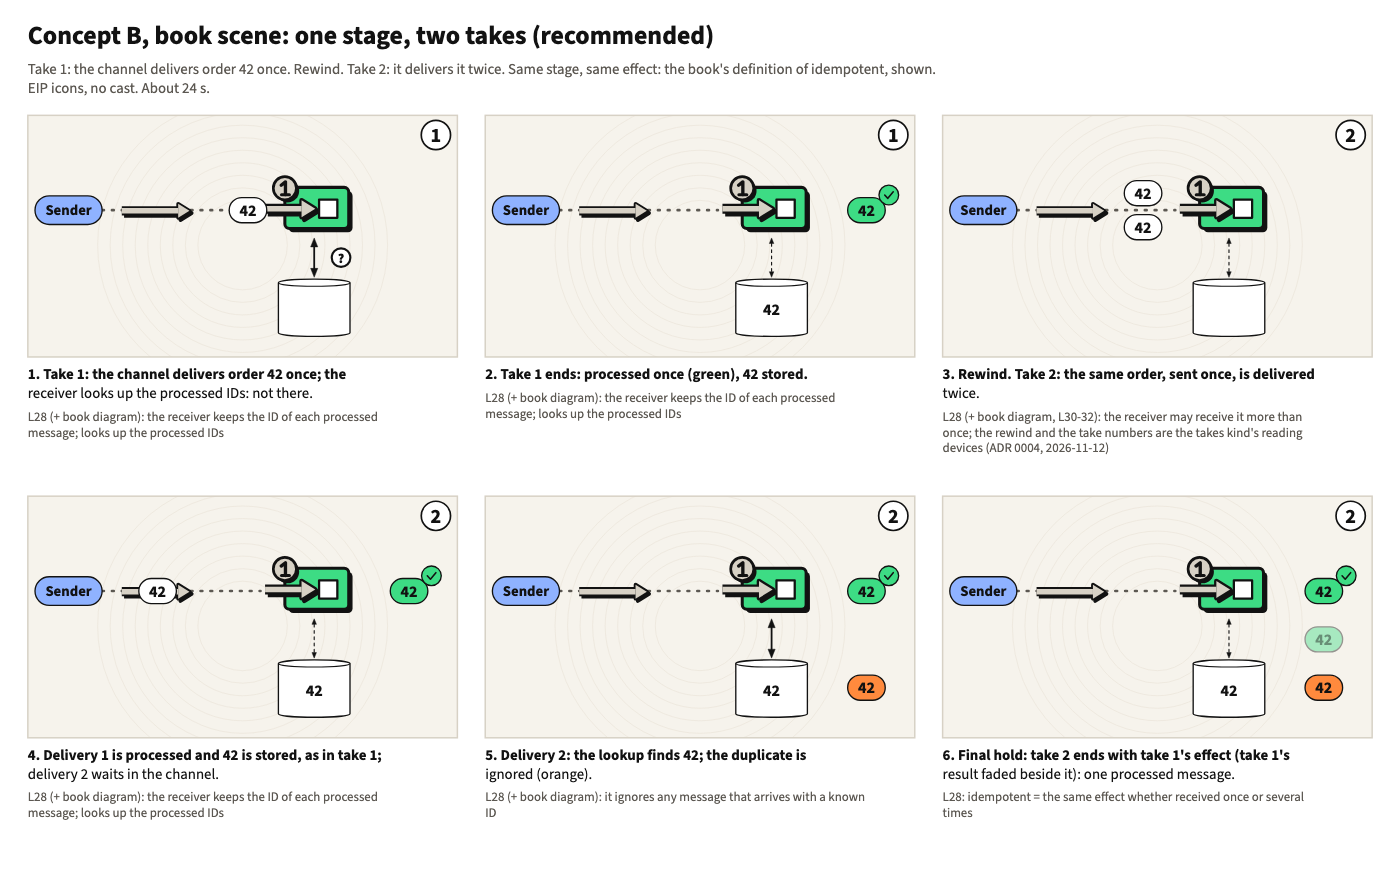 Concept B, book scene: one stage, two takes (recommended)
Take 1: the channel delivers order 42 once. Rewind. Take 2: it delivers it twice. Same stage, same effect: the book's definition of idempotent, shown.
EIP icons, no cast. About 24 s.
1
1
Sender
42
?
1. Take 1: the channel delivers order 42 once; the
receiver looks up the processed IDs: not there.
L28 (+ book diagram): the receiver keeps the ID of each processed
message; looks up the processed IDs
1
1
Sender
42
42
2. Take 1 ends: processed once (green), 42 stored.
L28 (+ book diagram): the receiver keeps the ID of each processed
message; looks up the processed IDs
2
1
42
Sender
42
3. Rewind. Take 2: the same order, sent once, is delivered
twice.
L28 (+ book diagram, L30-32): the receiver may receive it more than
once; the rewind and the take numbers are the takes kind's reading
devices (ADR 0004, 2026-11-12)
2
1
Sender
42
42
42
4. Delivery 1 is processed and 42 is stored, as in take 1;
delivery 2 waits in the channel.
L28 (+ book diagram): the receiver keeps the ID of each processed
message; looks up the processed IDs
2
1
Sender
42
42
42
5. Delivery 2: the lookup finds 42; the duplicate is
ignored (orange).
L28 (+ book diagram): it ignores any message that arrives with a known
ID
2
1
Sender
42
42
42
42
6. Final hold: take 2 ends with take 1's effect (take 1's
result faded beside it): one processed message.
L28: idempotent = the same effect whether received once or several
times